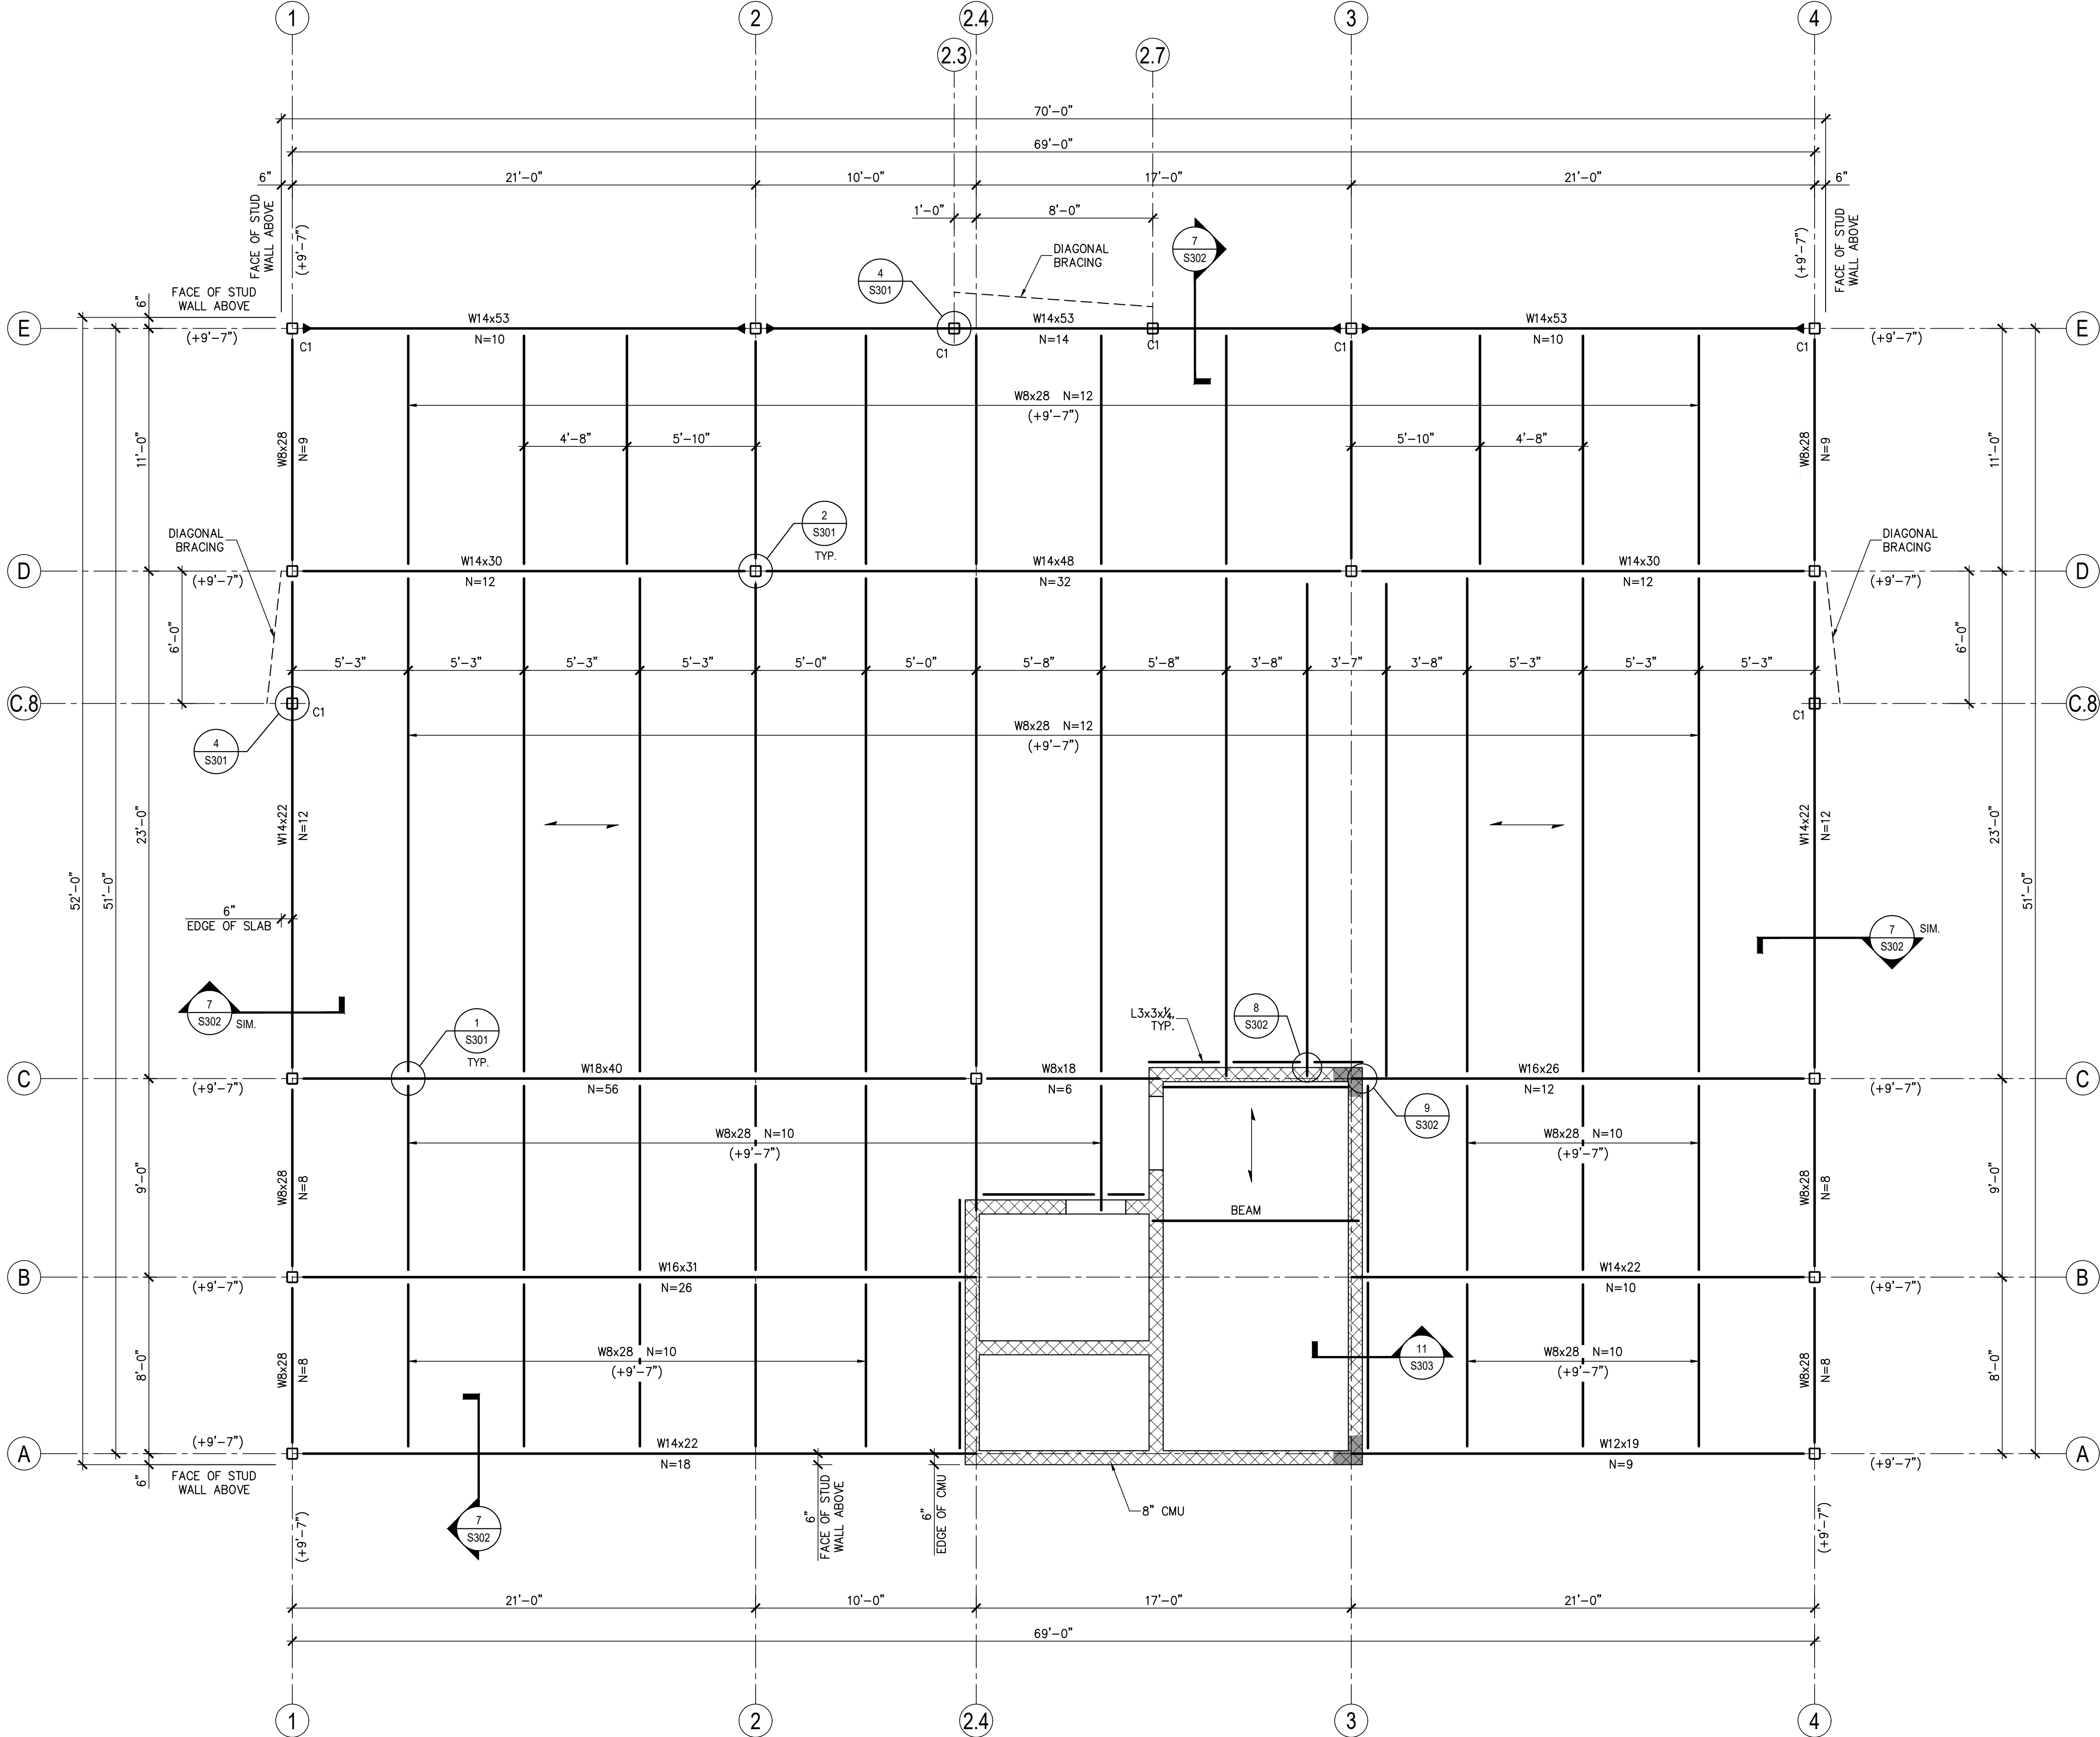 1
2
2.4
3
4
2.3
2.7
70'-0"
69'-0"
6"
21'-0"
10'-0"
17'-0"
21'-0"
6"
1'-0"
8'-0"
FACE OF STUD
WALL ABOVE
(+9'-7")
DIAGONAL
BRACING
7
S302
(+9'-7")
FACE OF STUD
WALL ABOVE
4
S301
FACE OF STUD
WALL ABOVE
6"
E
(+9'-7")
W14x53
N=10
W14x53
N=14
W14x53
N=10
(+9'-7")
E
C1
C1
C1
C1
C1
W8x28 N=12
(+9'-7")
4'-8"
5'-10"
5'-10"
4'-8"
11'-0"
W8x28
N=9
W8x28
N=9
11'-0"
2
S301
TYP.
DIAGONAL
BRACING
DIAGONAL
BRACING
D
(+9'-7")
W14x30
N=12
W14x48
N=32
W14x30
N=12
(+9'-7")
D
6'-0"
6'-0"
5'-3"
5'-3"
5'-3"
5'-3"
5'-0"
5'-0"
5'-8"
5'-8"
3'-8"
3'-7"
3'-8"
5'-3"
5'-3"
5'-3"
C.8
C1
C1
C.8
4
S301
W8x28 N=12
(+9'-7")
23'-0"
W14x22
N=12
W14x22
N=12
23'-0"
52'-0"
51'-0"
51'-0"
6"
EDGE OF SLAB
7
S302
SIM.
7
S302
SIM.
1
S301
TYP.
L3x3x¼,
TYP.
8
S302
C
(+9'-7")
W18x40
N=56
W8x18
N=6
W16x26
N=12
(+9'-7")
C
9
S302
W8x28 N=10
(+9'-7")
W8x28 N=10
(+9'-7")
9'-0"
W8x28
N=8
W8x28
N=8
9'-0"
BEAM
B
(+9'-7")
W16x31
N=26
W14x22
N=10
(+9'-7")
B
W8x28 N=10
(+9'-7")
11
S303
W8x28 N=10
(+9'-7")
8'-0"
W8x28
N=8
W8x28
N=8
8'-0"
A
(+9'-7")
W14x22
N=18
W12x19
N=9
(+9'-7")
A
6"
FACE OF STUD
WALL ABOVE
7
S302
6"
FACE OF STUD
WALL ABOVE
6"
EDGE OF CMU
8" CMU
(+9'-7")
(+9'-7")
21'-0"
10'-0"
17'-0"
21'-0"
69'-0"
1
2
2.4
3
4